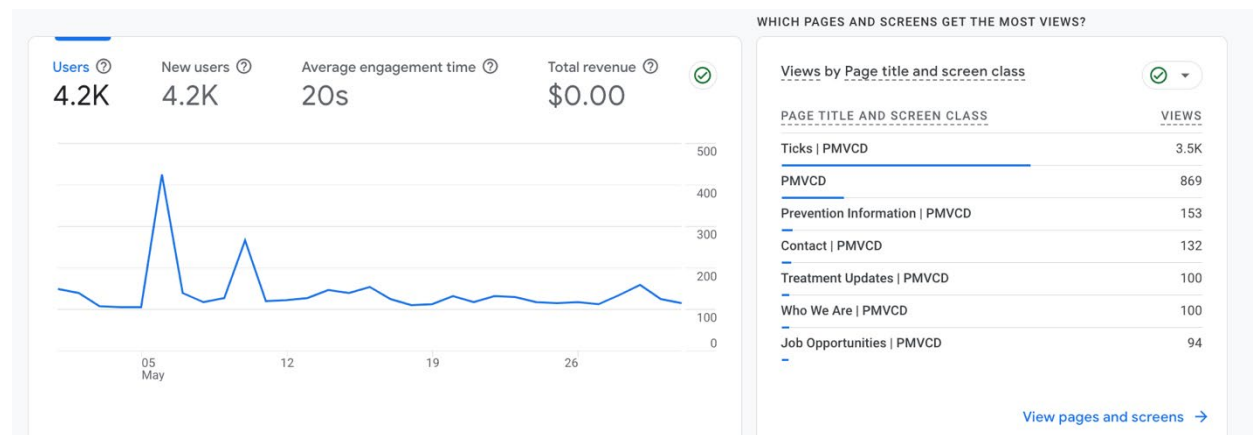 WHICH PAGES AND SCREENS GET THE MOST VIEWS?
Users New users Average engagement time Total revenue
4.2K 4.2K 20s $0.00
500
400
300
200
100
0
05 12 19 26
May
Views by Page title and screen class
PAGE TITLE AND SCREEN CLASS VIEWS
Ticks | PMVCD 3.5K
PMVCD 869
Prevention Information | PMVCD 153
Contact | PMVCD 132
Treatment Updates | PMVCD 100
Who We Are | PMVCD 100
Job Opportunities | PMVCD 94
View pages and screens